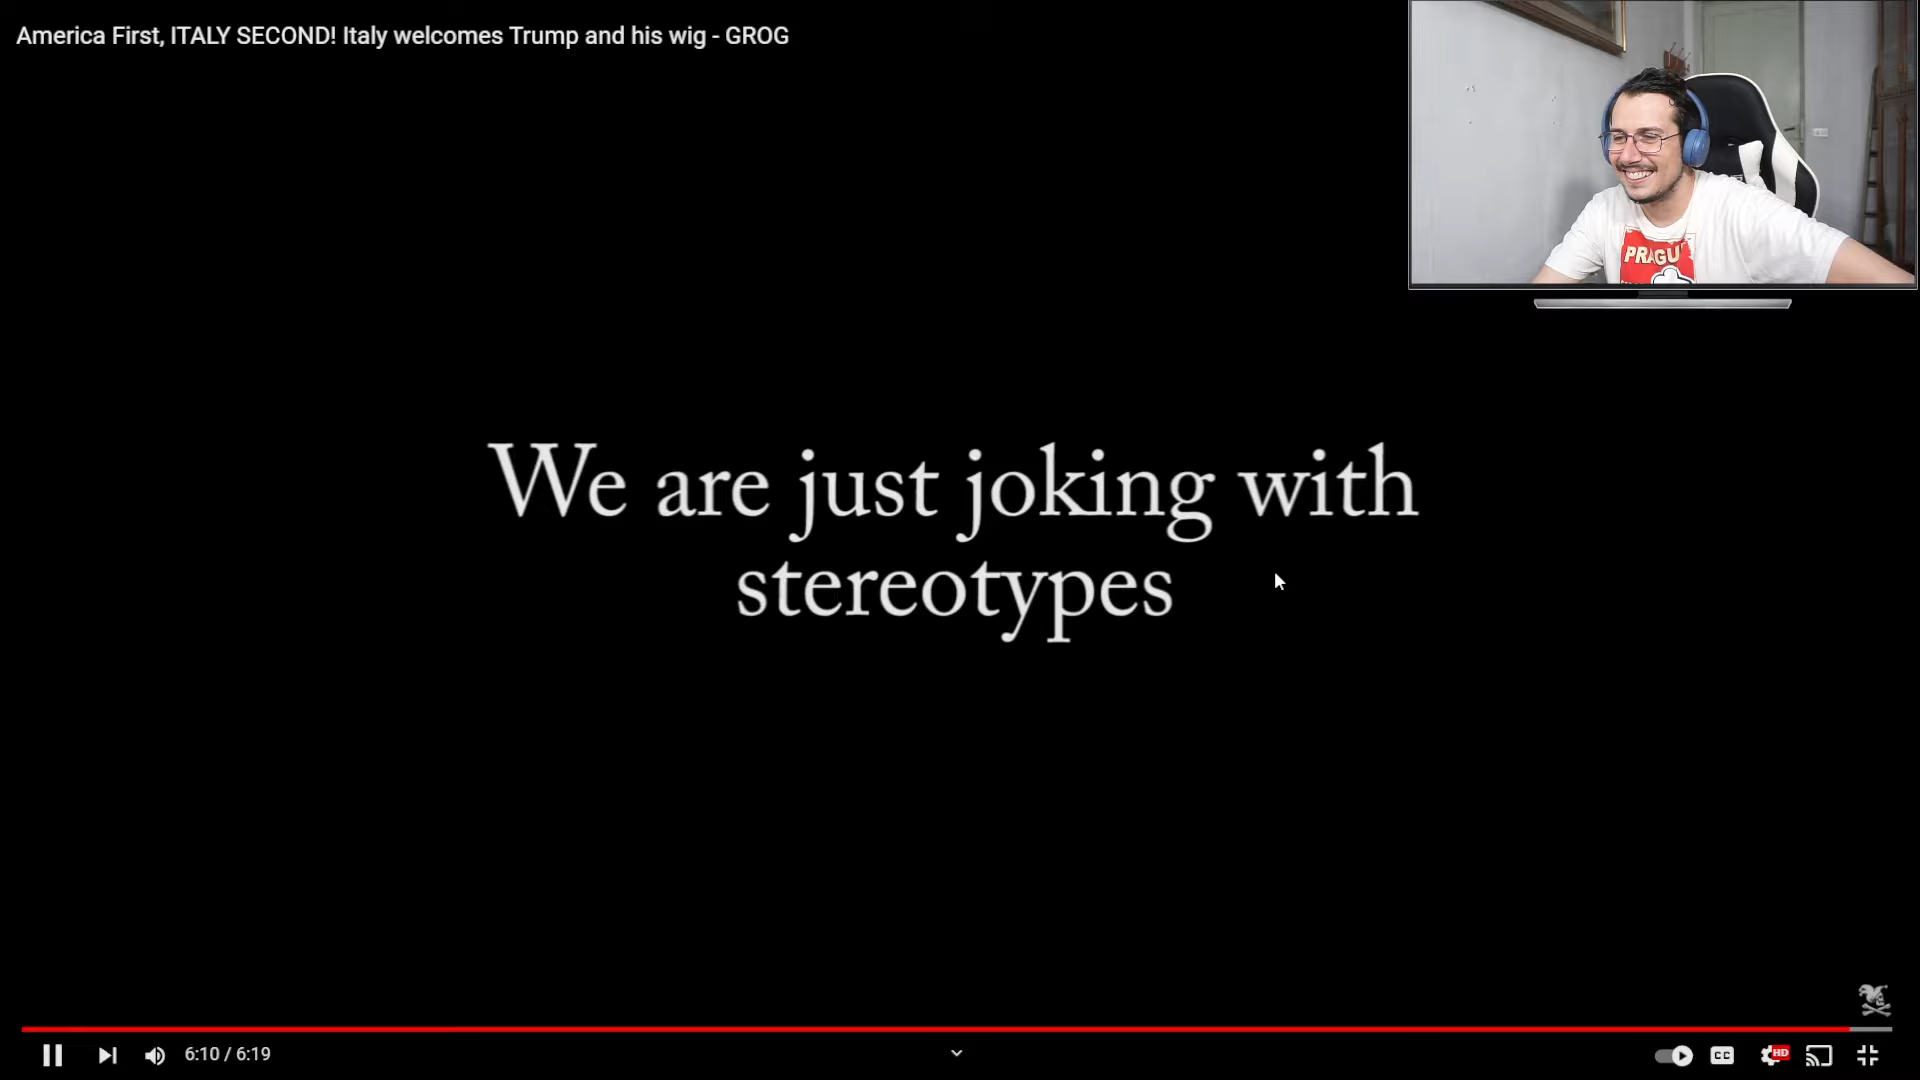 America First, ITALY SECOND! Italy welcomes Trump and his wig - GROG
PRAGU
We are just joking with
stereotypes
6:10 / 6:19
CC
HD